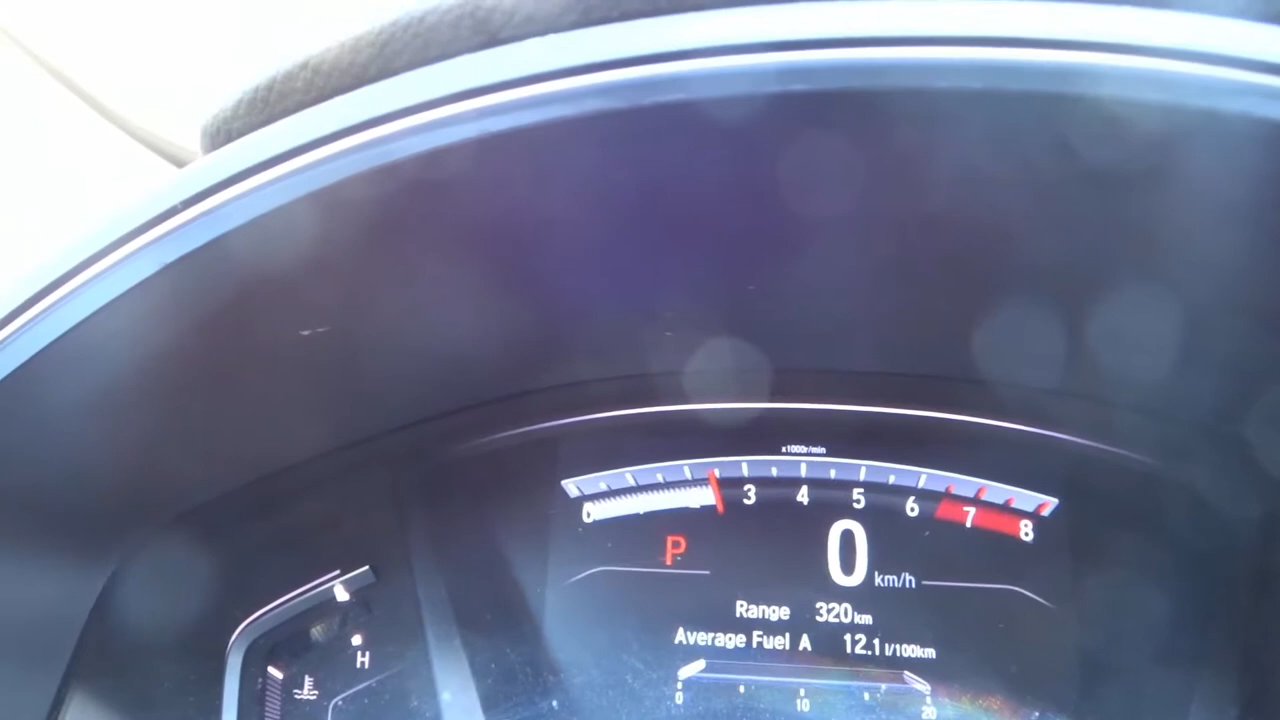 x1000r/min
0 3 4 5 6 7 8
P
0 km/h
Range 320km
Average Fuel A 12.1 l/100km
H
0 10 20